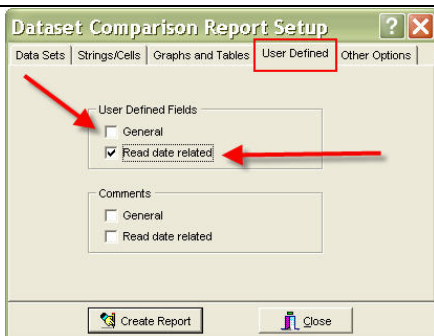 Dataset Comparison Report Setup
Data Sets Strings/Cells Graphs and Tables User Defined Other Options
User Defined Fields
General
Read date related
Comments
General
Read date related
Create Report Close